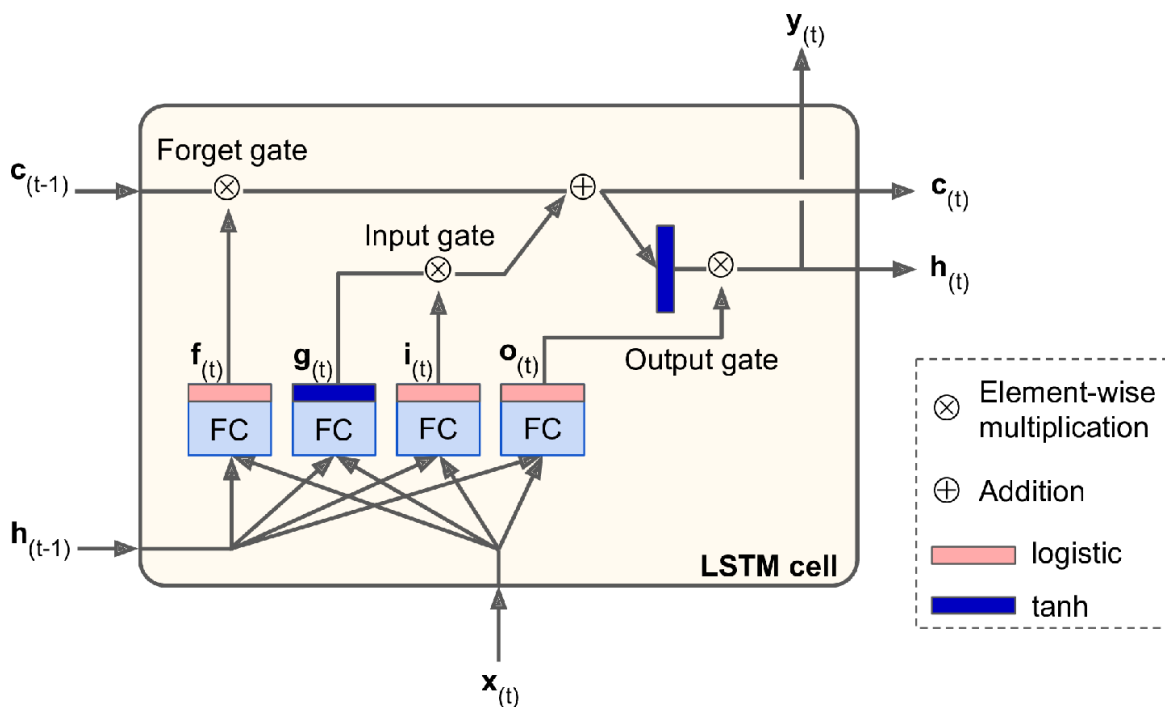 y(t)
Forget gate
c(t-1)
c(t)
Input gate
h(t)
f(t) g(t) i(t) o(t)
Output gate
FC FC FC FC
Element-wise
multiplication
Addition
h(t-1)
LSTM cell
logistic
tanh
x(t)